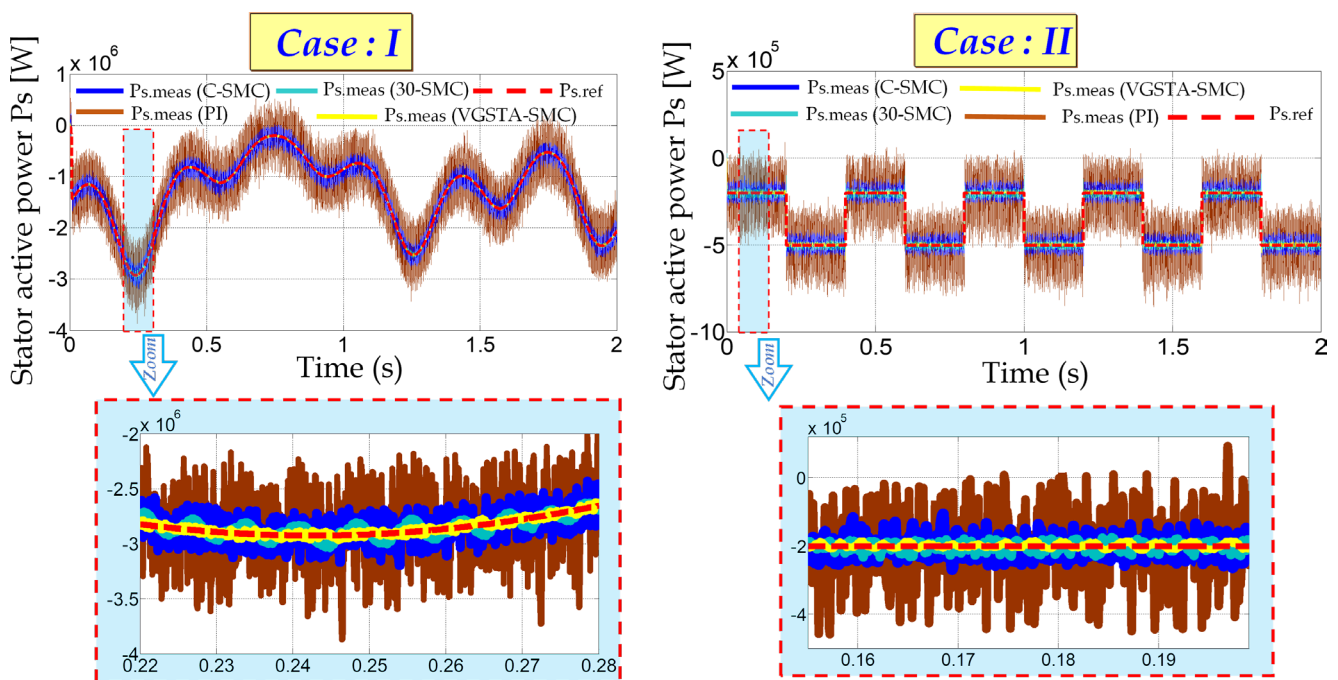 Case : I
Case : II
Stator active power Ps [W]
× 10^6
Ps.meas (C-SMC)
Ps.meas (30-SMC)
Ps.ref
Ps.meas (PI)
Ps.meas (VGSTA-SMC)
1
0
-1
-2
-3
-4
0 0.5 1 1.5 2
Zoom
Time (s)
× 10^6
-2
-2.5
-3
-3.5
-4
0.22 0.23 0.24 0.25 0.26 0.27 0.28
Stator active power Ps [W]
× 10^5
Ps.meas (C-SMC)
Ps.meas (VGSTA-SMC)
Ps.meas (30-SMC)
Ps.meas (PI)
Ps.ref
5
0
-5
-10
0 0.5 1 1.5 2
Zoom
Time (s)
× 10^5
0
-2
-4
0.16 0.17 0.18 0.19